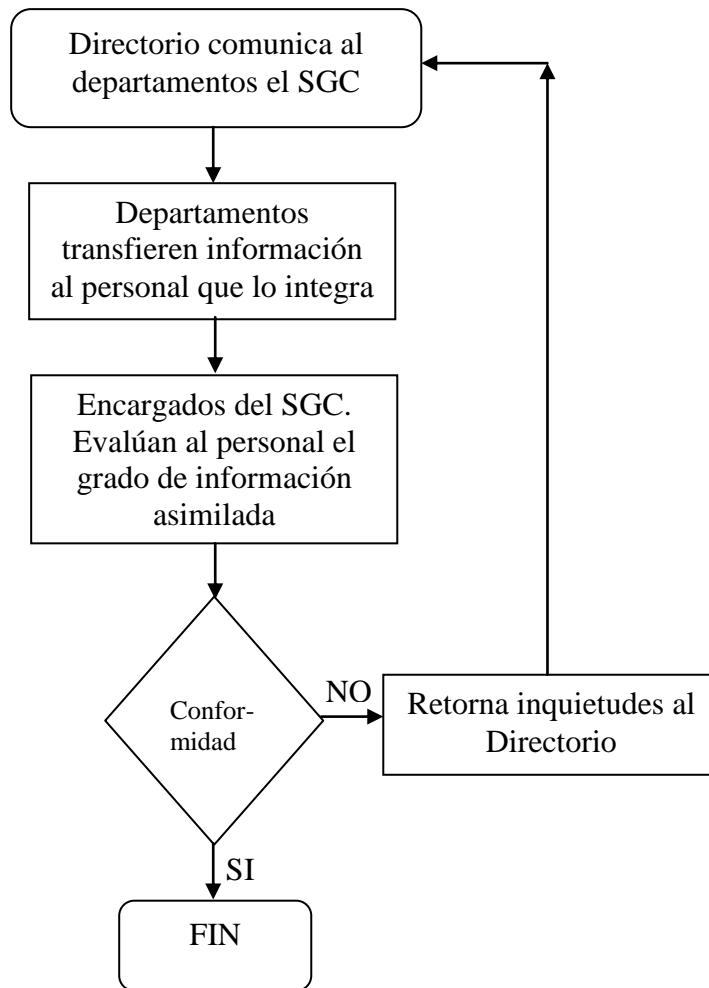 Directorio comunica al
departamentos el SGC
Departamentos
transfieren información
al personal que lo integra
Encargados del SGC.
Evalúan al personal el
grado de información
asimilada
Confor-
midad
NO
Retorna inquietudes al
Directorio
SI
FIN